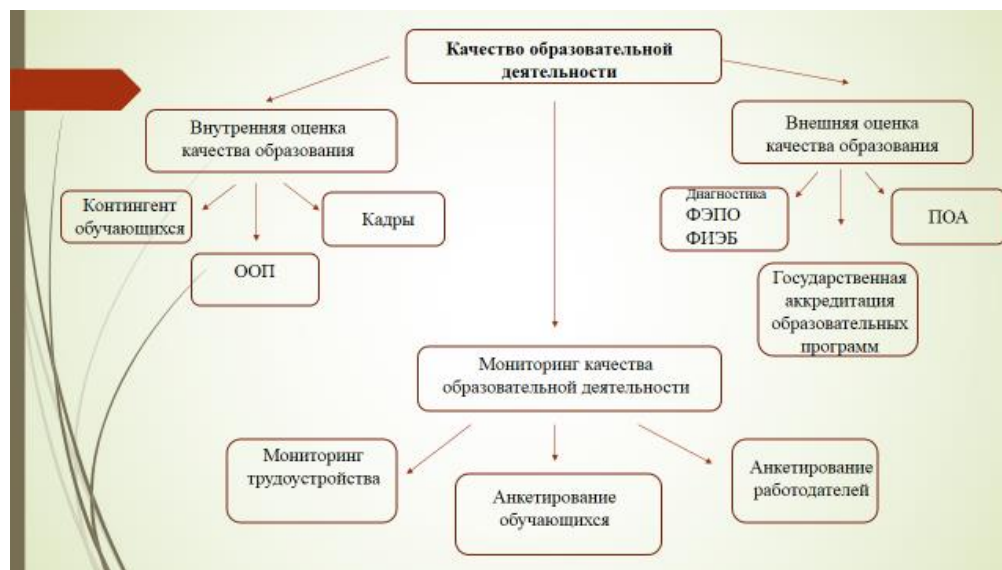 Качество образовательной
деятельности
Внутренняя оценка
качества образования
Внешняя оценка
качества образования
Контингент
обучающихся
Кадры
ООП
Диагностика
ФЭПО
ФИЭБ
ПОА
Государственная
аккредитация
образовательных
программ
Мониторинг качества
образовательной деятельности
Мониторинг
трудоустройства
Анкетирование
обучающихся
Анкетирование
работодателей